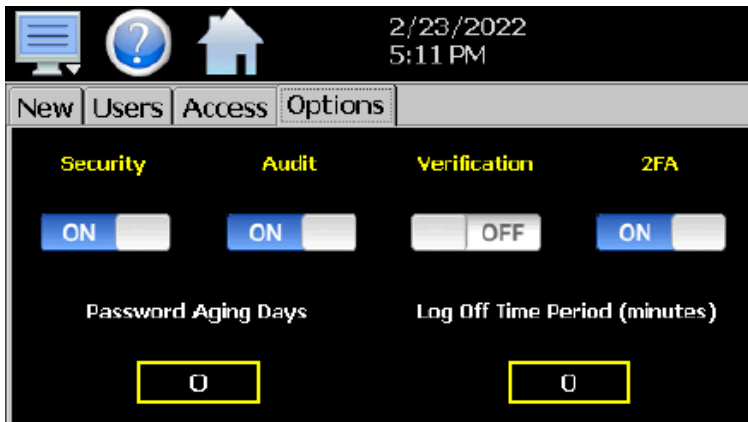 ?
2/23/2022
5:11 PM
New Users Access Options
Security Audit Verification 2FA
ON ON OFF ON
Password Aging Days Log Off Time Period (minutes)
0 0